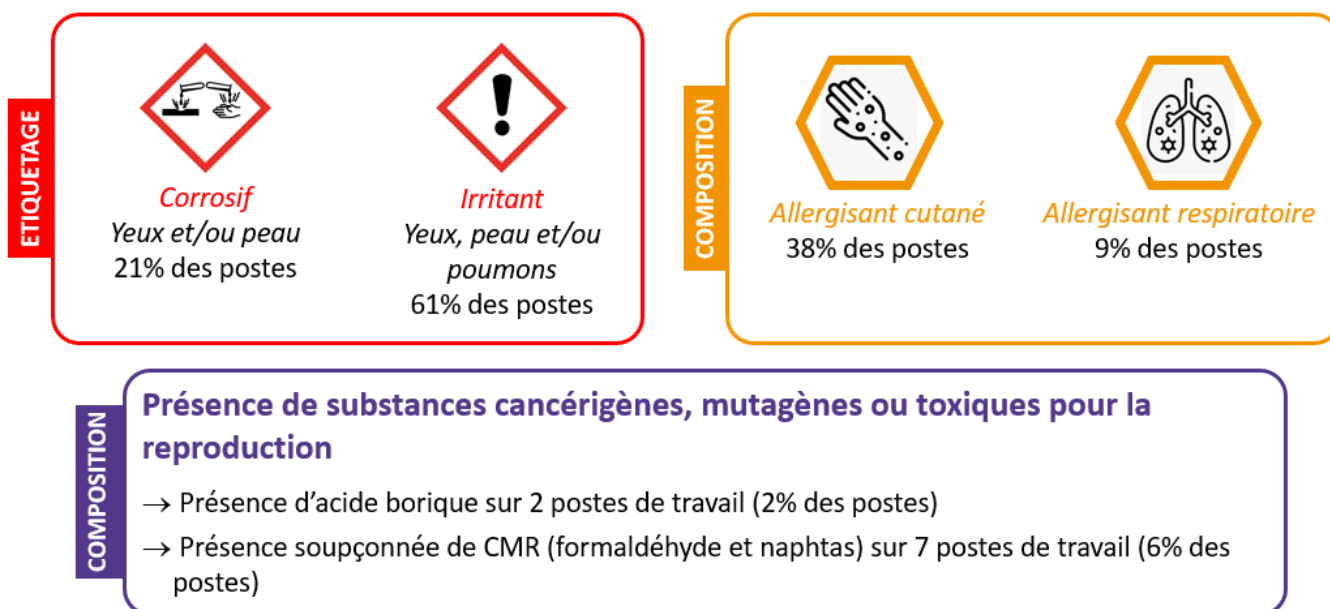 ETIQUETAGE
Corrosif
Yeux et/ou peau
21% des postes
Irritant
Yeux, peau et/ou
poumons
61% des postes
COMPOSITION
Allergisant cutané
38% des postes
Allergisant respiratoire
9% des postes
COMPOSITION
Présence de substances cancérigènes, mutagènes ou toxiques pour la
reproduction
→ Présence d’acide borique sur 2 postes de travail (2% des postes)
→ Présence soupçonnée de CMR (formaldéhyde et naphtas) sur 7 postes de travail (6% des
postes)